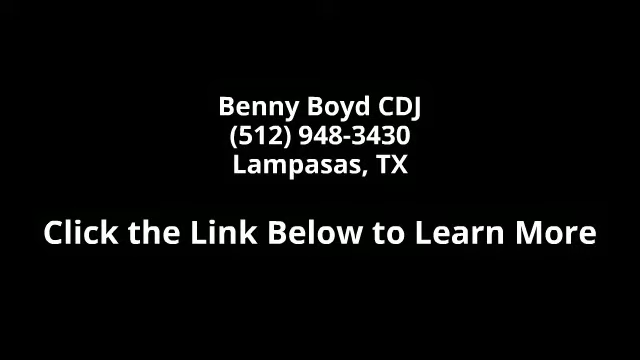 Benny Boyd CDJ
(512) 948-3430
Lampasas, TX
Click the Link Below to Learn More